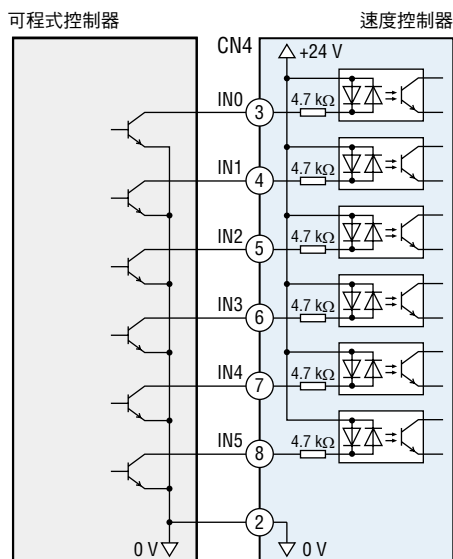 可程式控制器
速度控制器
CN4
+24 V
IN0
3
4.7 kΩ
IN1
4
4.7 kΩ
IN2
5
4.7 kΩ
IN3
6
4.7 kΩ
IN4
7
4.7 kΩ
IN5
8
4.7 kΩ
2
0 V
0 V